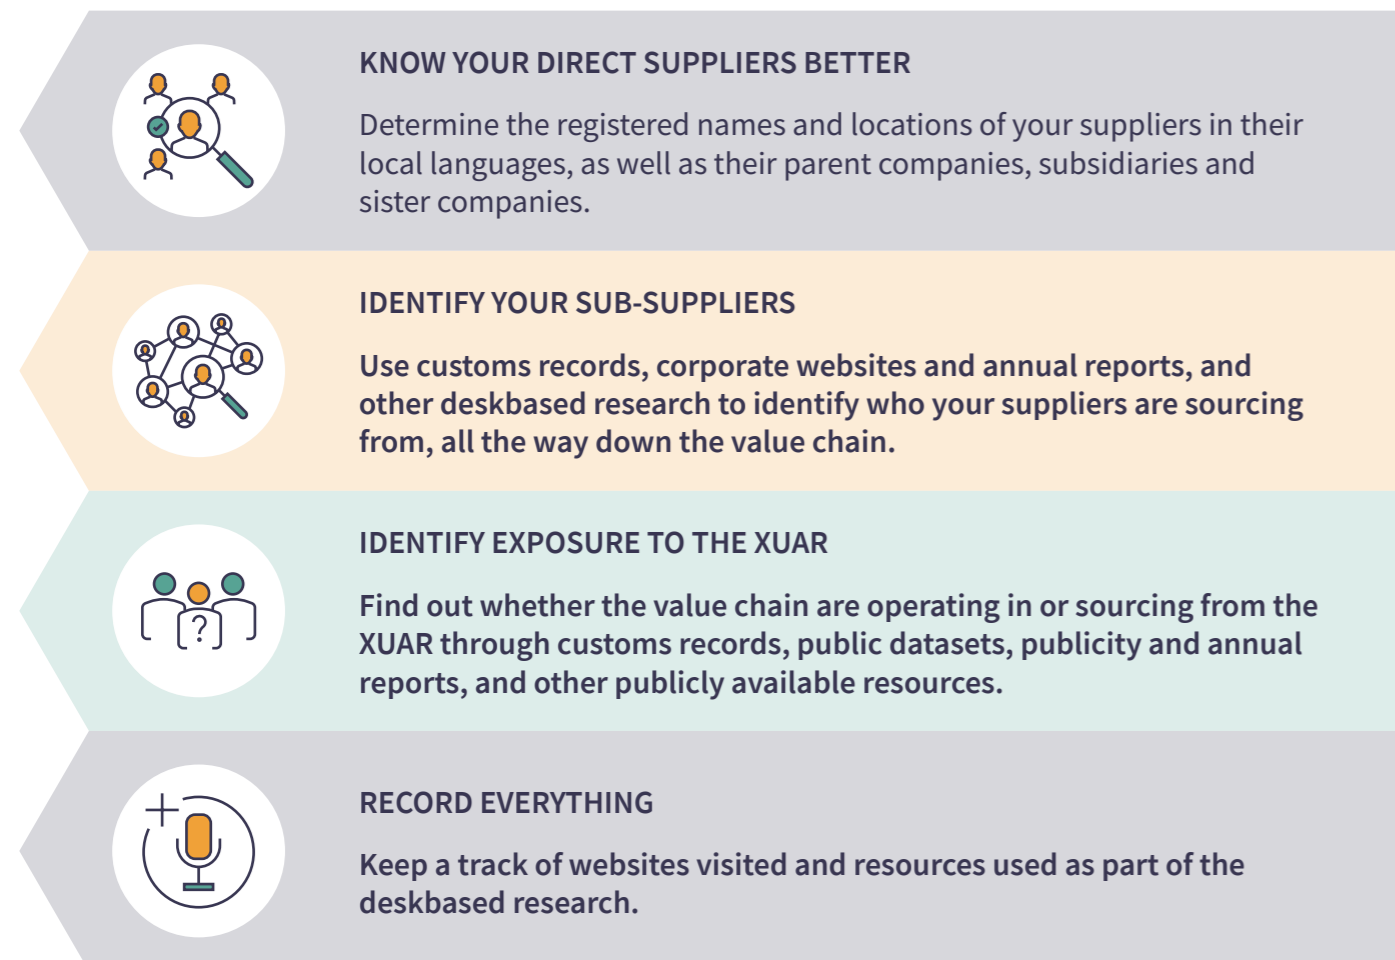 KNOW YOUR DIRECT SUPPLIERS BETTER
Determine the registered names and locations of your suppliers in their
local languages, as well as their parent companies, subsidiaries and
sister companies.
IDENTIFY YOUR SUB-SUPPLIERS
Use customs records, corporate websites and annual reports, and
other deskbased research to identify who your suppliers are sourcing
from, all the way down the value chain.
IDENTIFY EXPOSURE TO THE XUAR
Find out whether the value chain are operating in or sourcing from the
XUAR through customs records, public datasets, publicity and annual
reports, and other publicly available resources.
?
RECORD EVERYTHING
Keep a track of websites visited and resources used as part of the
deskbased research.